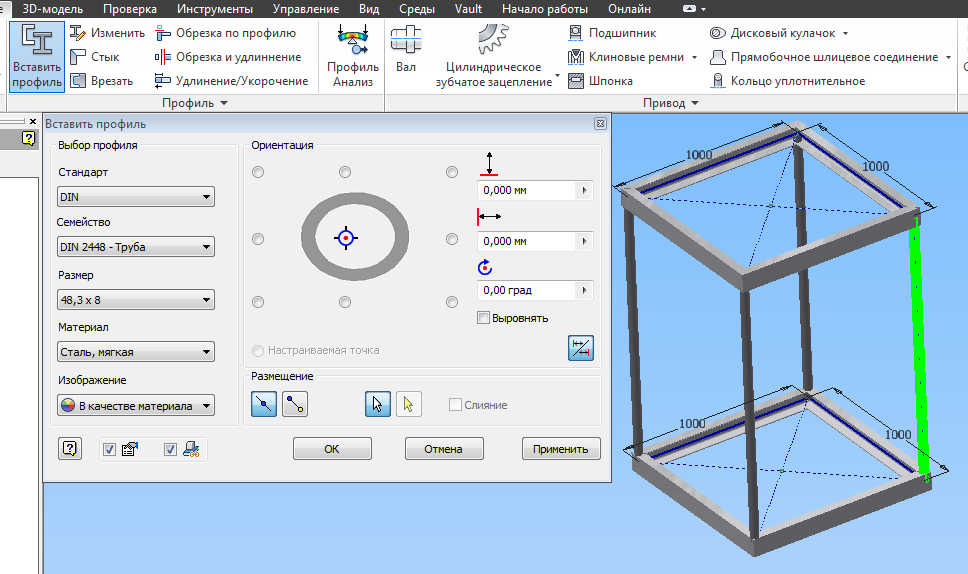 3D-модель Проверка Инструменты Управление Вид Среды Vault Начало работы Онлайн
Вставить профиль
Изменить
Стык
Врезать
Обрезка по профилю
Обрезка и удлинение
Удлинение/Укорочение
Профиль Анализ
Профиль
Вал
Цилиндрическое
зубчатое зацепление
Подшипник
Клиновые ремни
Шпонка
Дисковый кулачок
Прямобочное шлицевое соединение
Кольцо уплотнительное
Привод
Вставить профиль
Выбор профиля
Стандарт
DIN
Семейство
DIN 2448 - Труба
Размер
48,3 x 8
Материал
Сталь, мягкая
Изображение
В качестве материала
Ориентация
0,000 мм
0,000 мм
0,00 град
Выровнять
Настраиваемая точка
Размещение
Слияние
ОК
Отмена
Применить
1000
1000
1000
1000